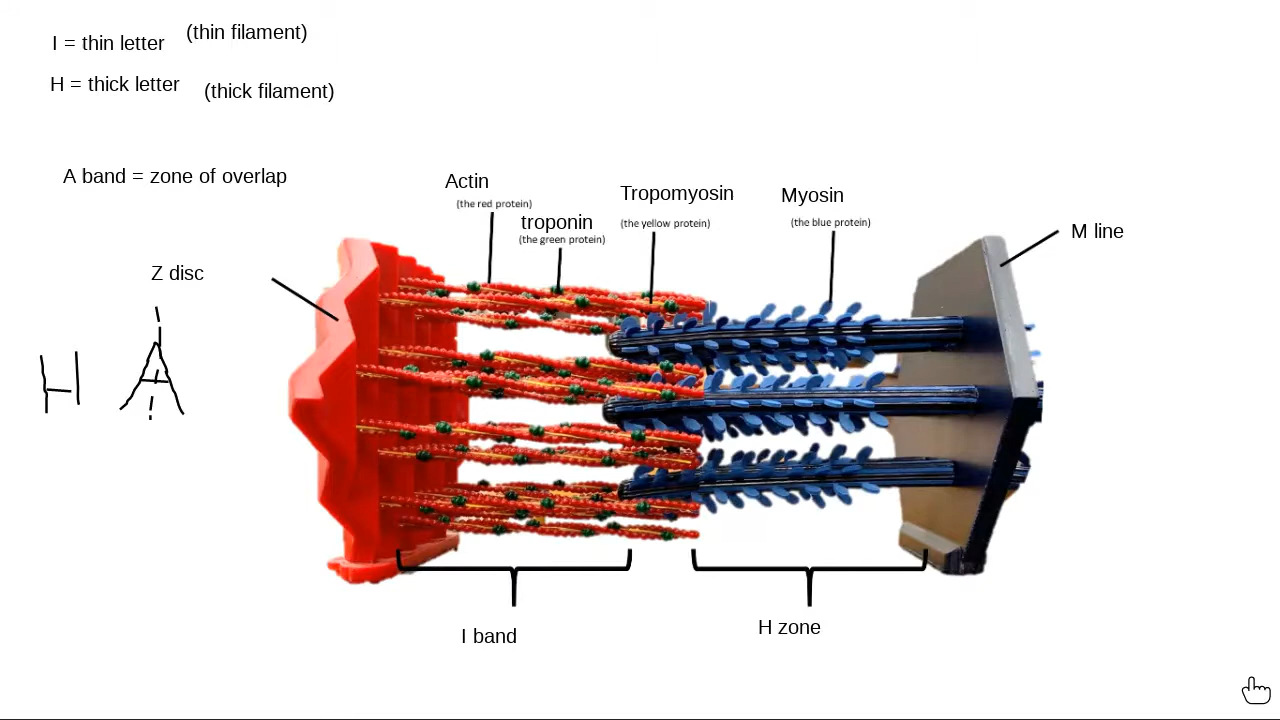 I = thin letter (thin filament)
H = thick letter (thick filament)
A band = zone of overlap
Actin
(the red protein)
troponin
(the green protein)
Tropomyosin
(the yellow protein)
Myosin
(the blue protein)
M line
Z disc
H A
I band
H zone